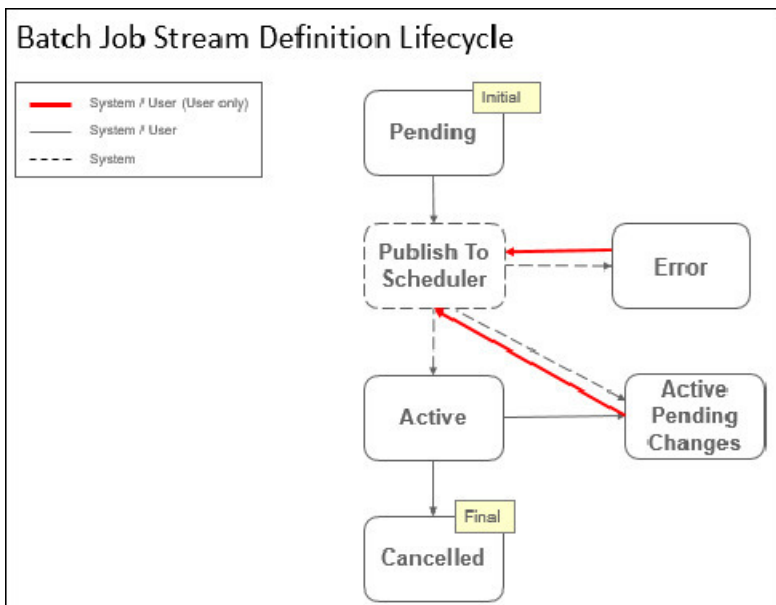 Batch Job Stream Definition Lifecycle
System / User (User only)
System / User
System
Initial
Pending
Publish To
Scheduler
Error
Active
Active
Pending
Changes
Final
Cancelled